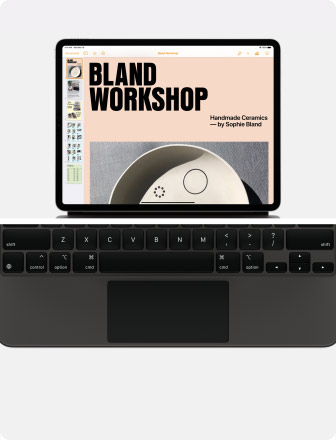 BLAND
WORKSHOP
Handmade Ceramics
— by Sophie Bland
shift Z X C V B N M < , > . ? / shift
control option cmd cmd option